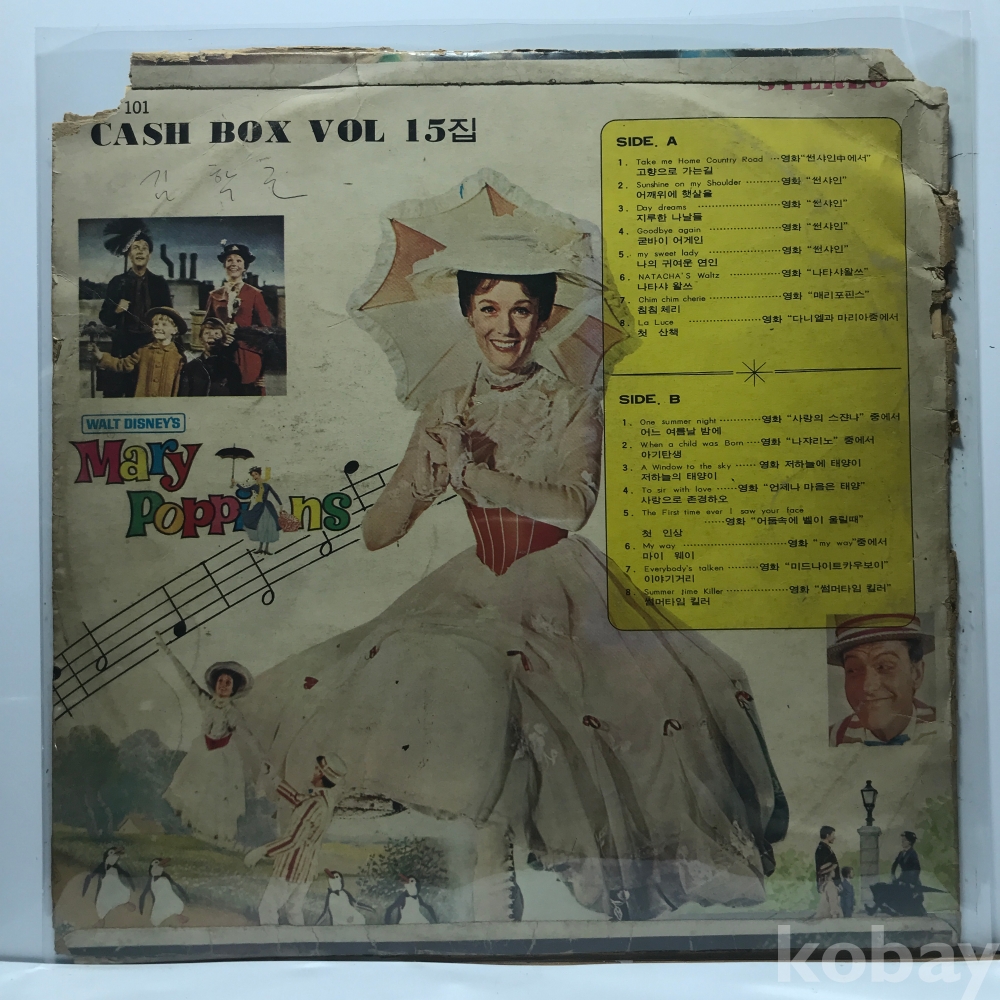 STEREO
101
CASH BOX VOL 15집
김 학 근
WALT DISNEY'S
Mary
Poppins
SIDE. A
1. Take me Home Country Road ···영화“썬샤인中에서”
고향으로 가는길
2. Sunshine on my Shoulder ··········영화 “썬샤인”
어깨위에 햇살을
3. Day dreams ························영화 “썬샤인”
지루한 나날들
4. Goodbye again ····················영화 “썬샤인”
굳바이 어게인
5. my sweet lady ····················영화 “썬샤인”
나의 귀여운 연인
6. NATACHA'S Waltz ················영화 “나타샤왈쓰”
나타샤 왈쓰
7. Chim chim cherie ··················영화 “매리포핀스”
침침체리
8. La Luce ····················영화 “다니엘과 마리아중에서”
첫 산책
SIDE. B
1. One summer night ···········영화 “사랑의 스쟌나” 중에서
어느 여름날 밤에
2. When a child was Born ····영화 “나쟈리노” 중에서
아기탄생
3. A Window to the sky ······영화 저하늘에 태양이
저하늘의 태양이
4. To sir with love ·······영화 “언제나 마음은 태양”
사랑으로 존경하오
5. The First time ever I saw your face
······영화 “어둠속에 벨이 울릴때”
첫 인상
6. My way ··························영화 “my way”중에서
마이 웨이
7. Everybody's talken ········영화 “미드나이트카우보이”
이야기거리
8. Summer time Killer ················영화 “썸머타임 킬러”
썸머타임 킬러
kobay